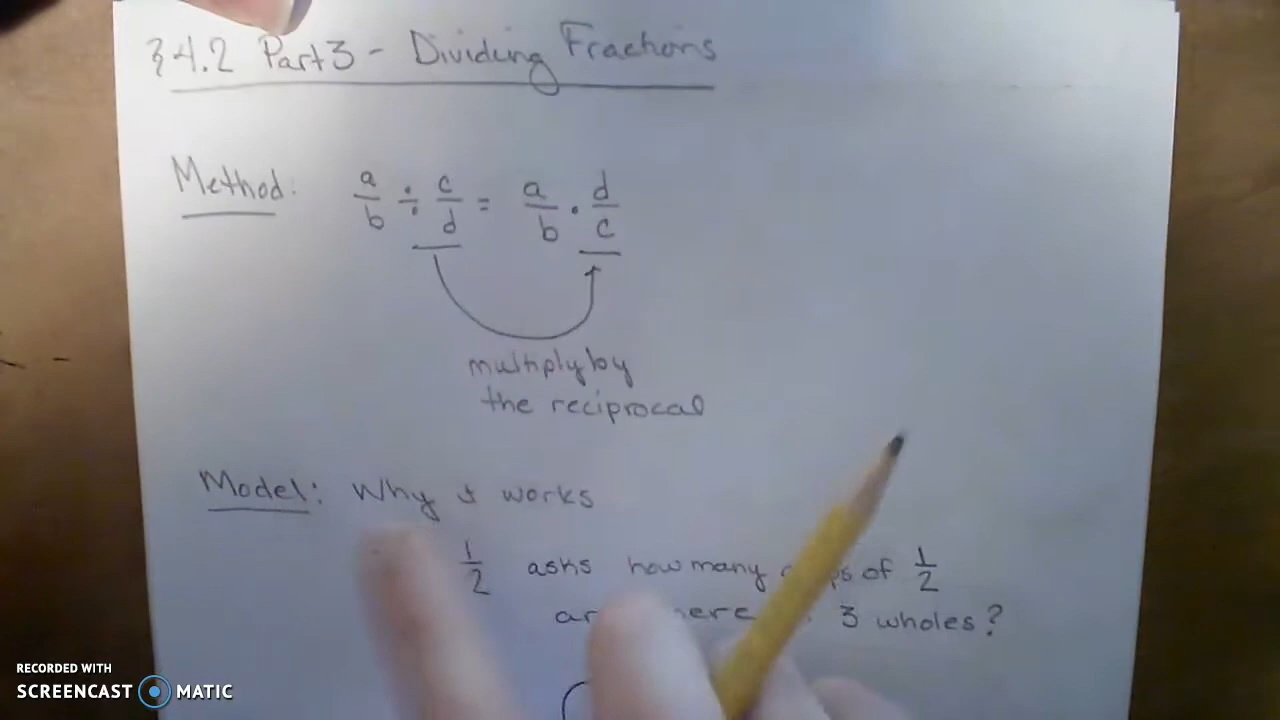 § 4.2 Part 3 - Dividing Fractions
Method: a/b ÷ c/d = a/b · d/c
multiply by
the reciprocal
Model: Why it works
1/2 asks how many of 1/2
3 wholes?
RECORDED WITH
SCREENCAST MATIC